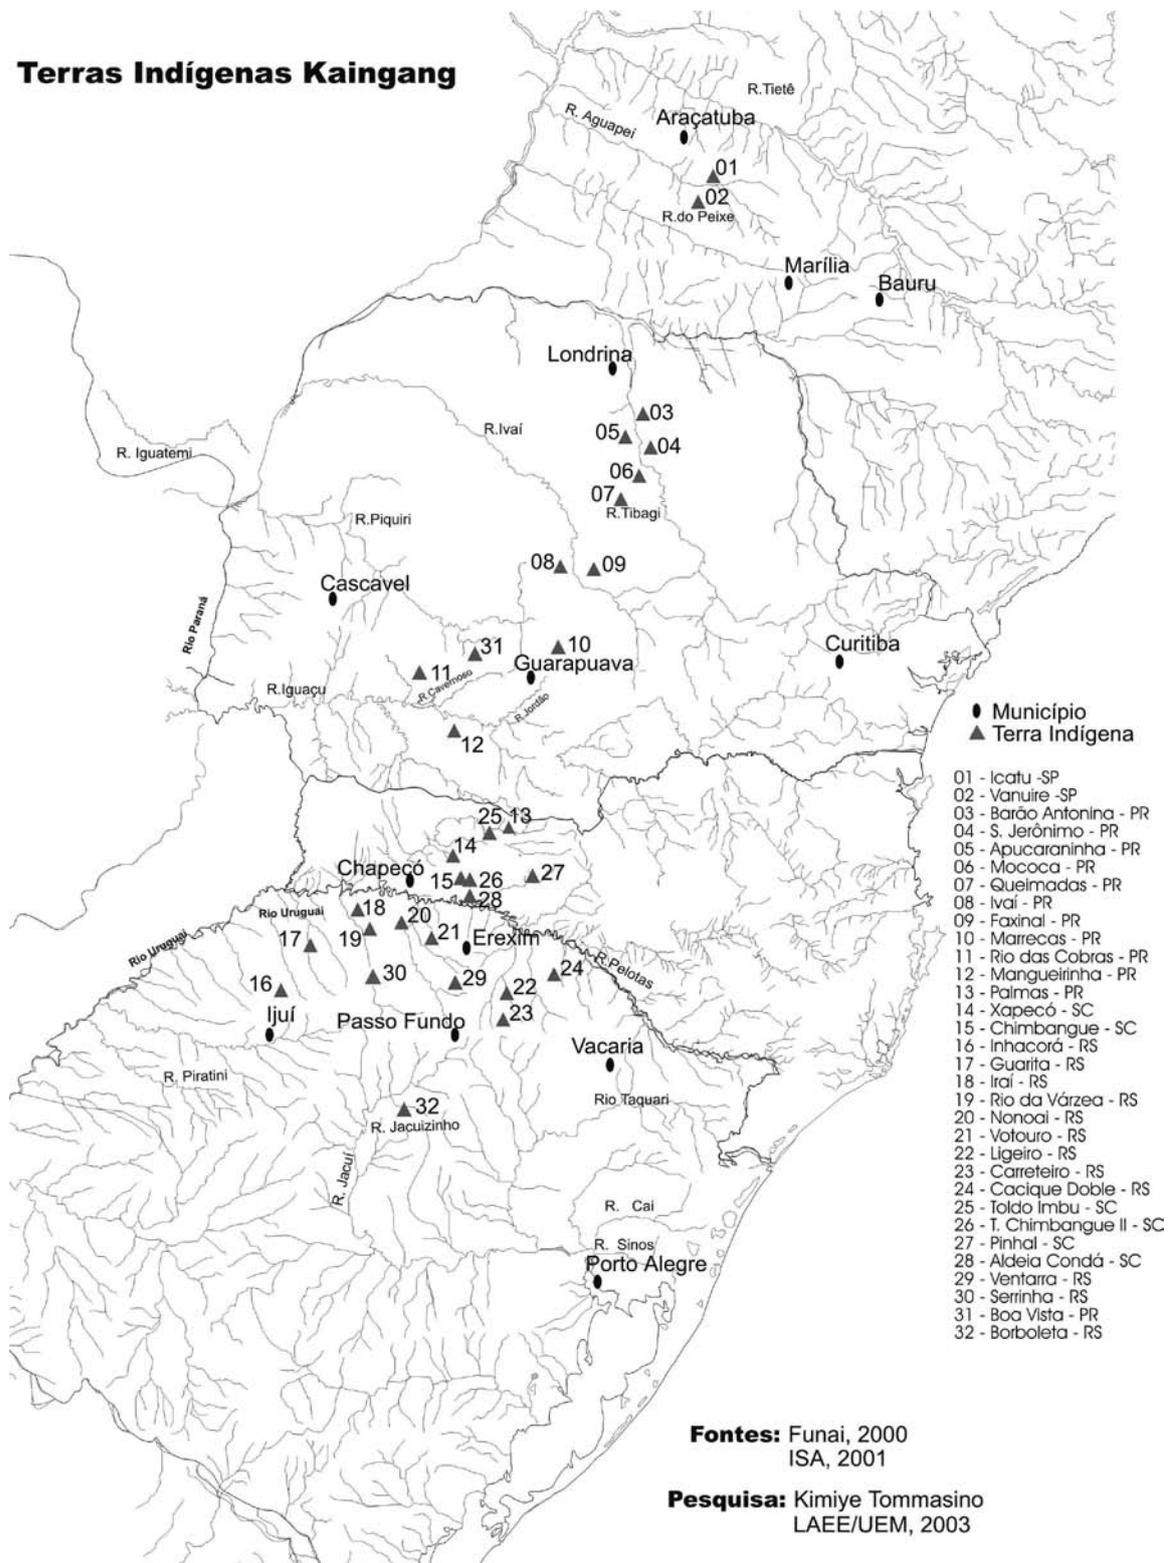 Terras Indígenas Kaingang
R.Tietê
R. Aguapeí
Araçatuba
01
02
R.do Peixe
Marília
Bauru
Londrina
03
R.Ivaí
05
04
R. Iguatemi
06
07
R.Tibagi
R.Piquiri
08
09
Cascavel
Rio Paraná
31
10
Curitiba
11
Guarapuava
R.Cavernoso
R.Iguaçu
R.Jordão
12
Município
Terra Indígena
25
13
14
Chapecó
15
26
27
28
Rio Uruguai
18
20
Rio Uruguai
17
19
21
Erexim
R.Pelotas
24
16
30
29
22
Ijuí
Passo Fundo
23
Vacaria
R. Piratini
Rio Taquari
32
R. Jacuizinho
R. Jacuí
R. Cai
R. Sinos
Porto Alegre
01 - Icatu -SP
02 - Vanuire -SP
03 - Barão Antonina - PR
04 - S. Jerônimo - PR
05 - Apucaraninha - PR
06 - Mococa - PR
07 - Queimadas - PR
08 - Ivaí - PR
09 - Faxinal - PR
10 - Marrecas - PR
11 - Rio das Cobras - PR
12 - Mangueirinha - PR
13 - Palmas - PR
14 - Xapecó - SC
15 - Chimbangue - SC
16 - Inhacorá - RS
17 - Guarita - RS
18 - Iraí - RS
19 - Rio da Várzea - RS
20 - Nonoai - RS
21 - Votouro - RS
22 - Ligeiro - RS
23 - Carreteiro - RS
24 - Cacique Doble - RS
25 - Toldo Imbu - SC
26 - T. Chimbangue II - SC
27 - Pinhal - SC
28 - Aldeia Condá - SC
29 - Ventarra - RS
30 - Serrinha - RS
31 - Boa Vista - PR
32 - Borboleta - RS
Fontes: Funai, 2000
ISA, 2001
Pesquisa: Kimiye Tommasino
LAEE/UEM, 2003